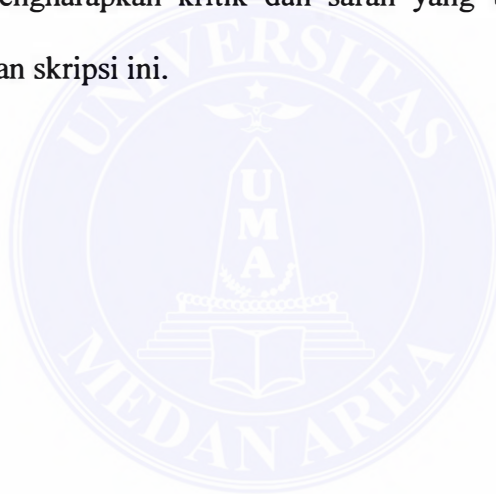 engharapkan kritik dan saran yang
an skripsi ini.
UNIVERSITAS
UMA
MEDAN AREA